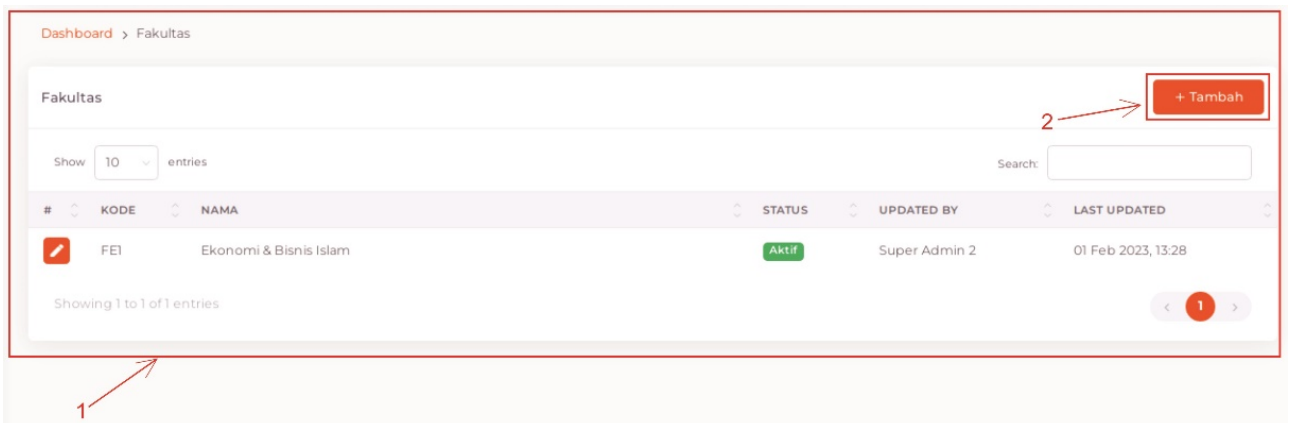 Dashboard > Fakultas
Fakultas
+ Tambah
2
Show 10 entries
Search:
# KODE NAMA STATUS UPDATED BY LAST UPDATED
FE1 Ekonomi & Bisnis Islam Aktif Super Admin 2 01 Feb 2023, 13:28
Showing 1 to 1 of 1 entries
< 1 >
1